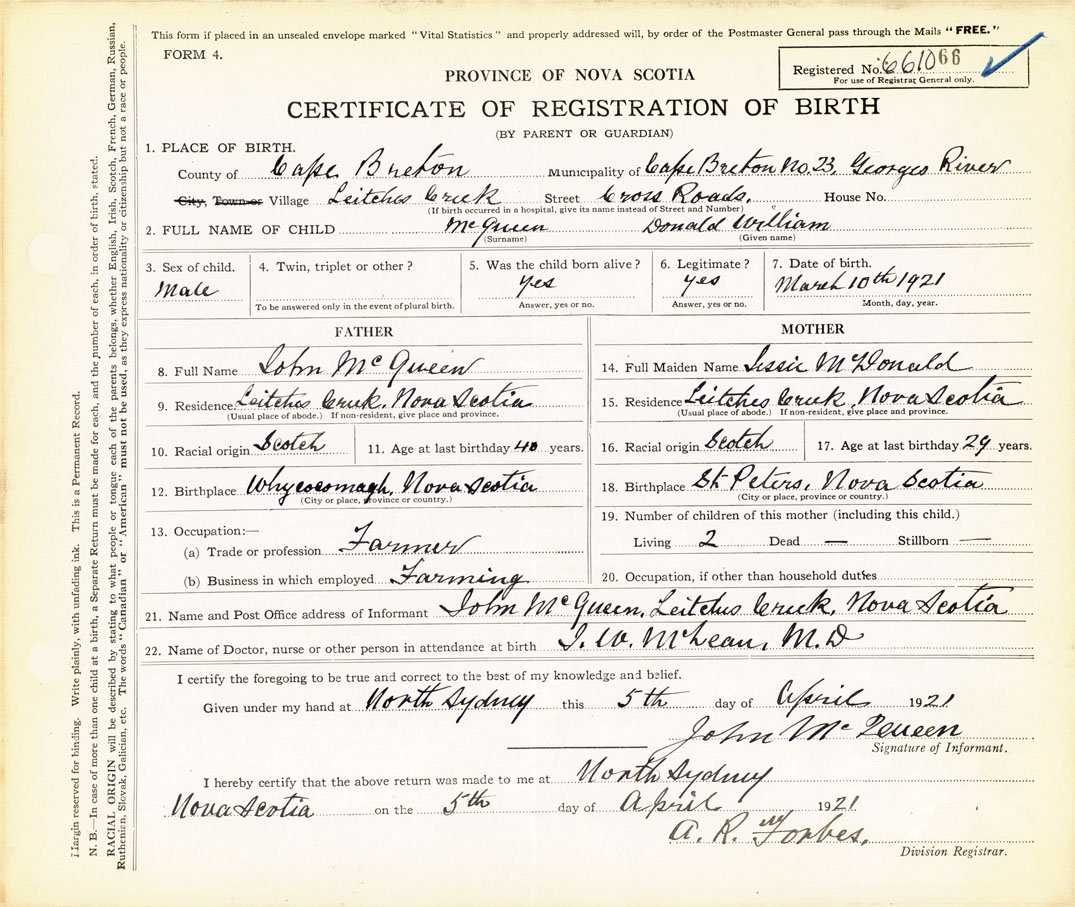 This form if placed in an unsealed envelope marked "Vital Statistics" and properly addressed will, by order of the Postmaster General pass through the Mails "FREE."
FORM 4.
Registered No. 661066
For use of Registrar General only.
PROVINCE OF NOVA SCOTIA
CERTIFICATE OF REGISTRATION OF BIRTH
(BY PARENT OR GUARDIAN)
1. PLACE OF BIRTH.
County of Cape Breton Municipality of Cape Breton No. 23, Georges River
City, Town or Village Leitches Creek Street Cross Roads. House No.
(If birth occurred in a hospital, give its name instead of Street and Number)
2. FULL NAME OF CHILD McQueen Donald William
(Surname) (Given name)
3. Sex of child. 4. Twin, triplet or other? 5. Was the child born alive? 6. Legitimate? 7. Date of birth.
Male yes yes March 10th 1921
To be answered only in the event of plural birth. Answer, yes or no. Answer, yes or no. Month, day, year.
FATHER
8. Full Name John McQueen
9. Residence Leitches Creek, Nova Scotia
(Usual place of abode.) If non-resident, give place and province.
10. Racial origin Scotch 11. Age at last birthday 40 years.
12. Birthplace Whycocomagh, Nova Scotia
(City or place, province or country.)
13. Occupation:—
(a) Trade or profession Farmer
(b) Business in which employed Farming
MOTHER
14. Full Maiden Name Jessie McDonald
15. Residence Leitches Creek, Nova Scotia
(Usual place of abode.) If non-resident, give place and province.
16. Racial origin Scotch 17. Age at last birthday 29 years.
18. Birthplace St. Peters, Nova Scotia
(City or place, province or country.)
19. Number of children of this mother (including this child.)
Living 2 Dead — Stillborn —
20. Occupation, if other than household duties
21. Name and Post Office address of Informant John McQueen, Leitches Creek, Nova Scotia
22. Name of Doctor, nurse or other person in attendance at birth J. W. McLean, M.D
I certify the foregoing to be true and correct to the best of my knowledge and belief.
Given under my hand at North Sydney this 5th day of April 1921
John McQueen
Signature of Informant.
I hereby certify that the above return was made to me at North Sydney
Nova Scotia on the 5th day of April 1921
A. R. Forbes,
Division Registrar.
Margin reserved for binding. Write plainly, with unfading ink. This is a Permanent Record.
N. B.—In case of more than one child at a birth, a Separate Return must be made for each, and the number of each, in order of birth, stated.
RACIAL ORIGIN will be described by stating to what people or tongue each of the parents belongs, whether English, Irish, Scotch, French, German, Russian,
Ruthenien, Slovak, Galician, etc. The words "Canadian" or "American" must not be used, as they express nationality or citizenship but not a race or people.